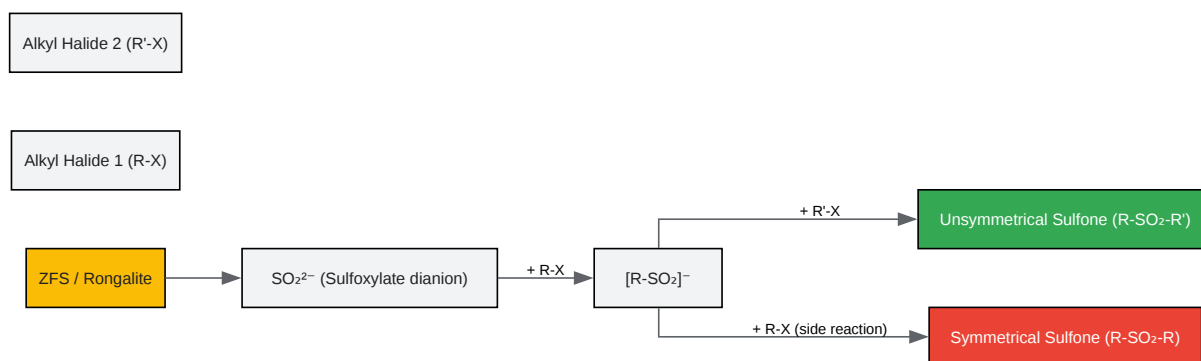 Alkyl Halide 2 (R'-X)
Alkyl Halide 1 (R-X)
+ R'-X
Unsymmetrical Sulfone (R-SO₂-R')
ZFS / Rongalite
SO₂²⁻ (Sulfoxylate dianion)
+ R-X
[R-SO₂]⁻
+ R-X (side reaction)
Symmetrical Sulfone (R-SO₂-R)